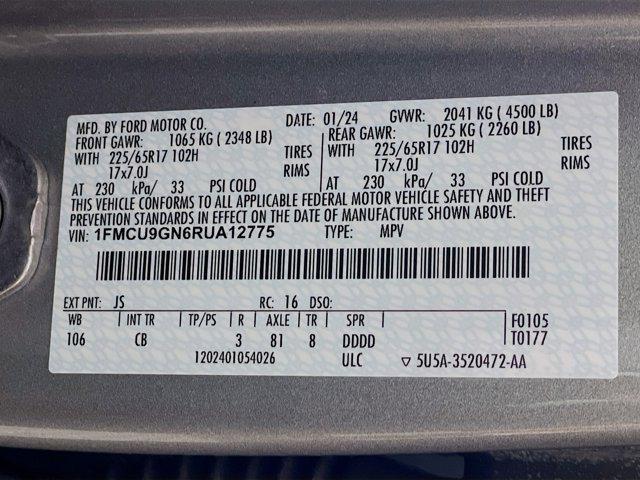 MFD. BY FORD MOTOR CO. DATE: 01/24 GVWR: 2041 KG ( 4500 LB)
FRONT GAWR: 1065 KG ( 2348 LB) REAR GAWR: 1025 KG ( 2260 LB)
WITH 225/65R17 102H TIRES WITH 225/65R17 102H TIRES
17x7.0J RIMS 17x7.0J RIMS
AT 230 kPa/ 33 PSI COLD AT 230 kPa/ 33 PSI COLD
THIS VEHICLE CONFORMS TO ALL APPLICABLE FEDERAL MOTOR VEHICLE SAFETY AND THEFT
PREVENTION STANDARDS IN EFFECT ON THE DATE OF MANUFACTURE SHOWN ABOVE.
VIN: 1FMCU9GN6RUA12775 TYPE: MPV
EXT PNT: JS RC: 16 DSO:
WB INT TR TP/PS R AXLE TR SPR F0105
106 CB 3 81 8 DDDD T0177
1202401054026 ULC ▽ 5U5A-3520472-AA